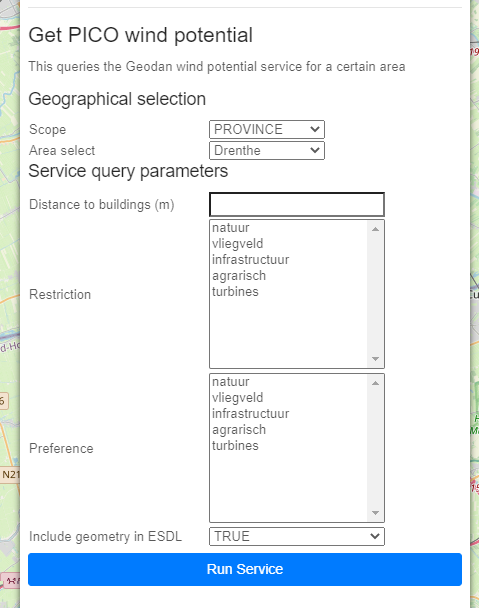 Get PICO wind potential
This queries the Geodan wind potential service for a certain area
Geographical selection
Scope PROVINCE
Area select Drenthe
Service query parameters
Distance to buildings (m)
Restriction
natuur
vliegveld
infrastructuur
agrarisch
turbines
Preference
natuur
vliegveld
infrastructuur
agrarisch
turbines
Include geometry in ESDL TRUE
Run Service
N21
6